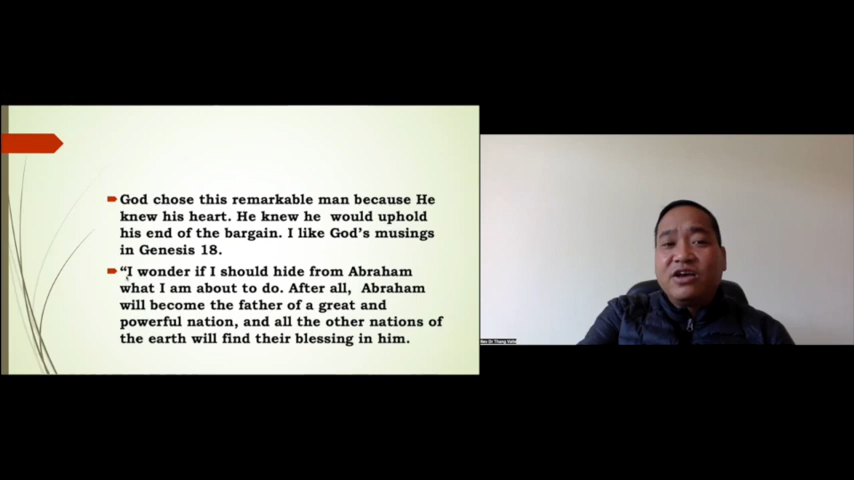 God chose this remarkable man because He
knew his heart. He knew he would uphold
his end of the bargain. I like God's musings
in Genesis 18.
"I wonder if I should hide from Abraham
what I am about to do. After all, Abraham
will become the father of a great and
powerful nation, and all the other nations of
the earth will find their blessing in him.